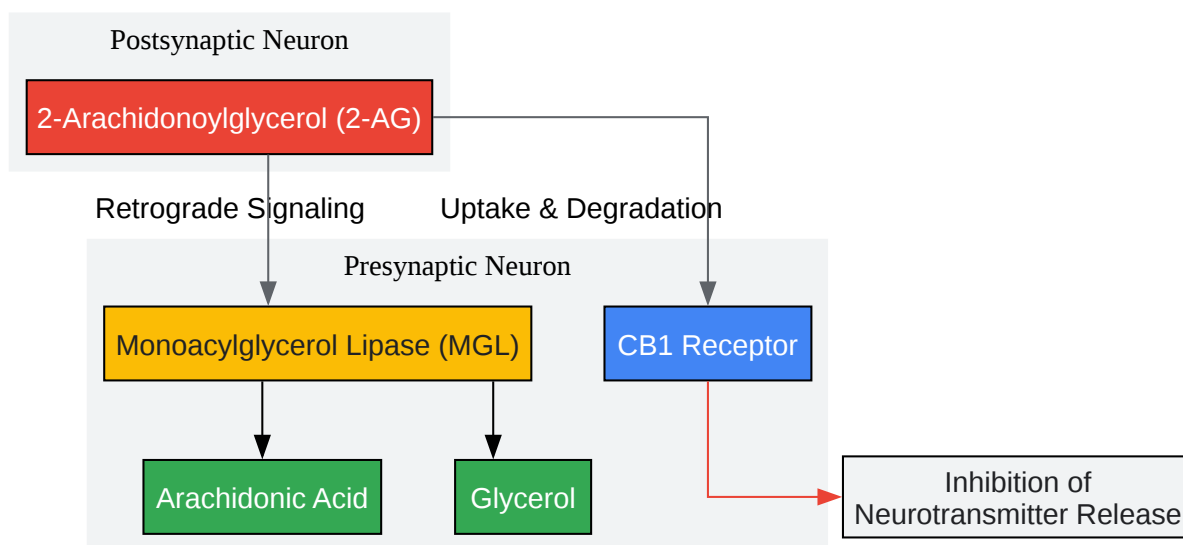 Postsynaptic Neuron
2-Arachidonoylglycerol (2-AG)
Retrograde Signaling
Uptake & Degradation
Presynaptic Neuron
Monoacylglycerol Lipase (MGL)
CB1 Receptor
Arachidonic Acid
Glycerol
Inhibition of
Neurotransmitter Release